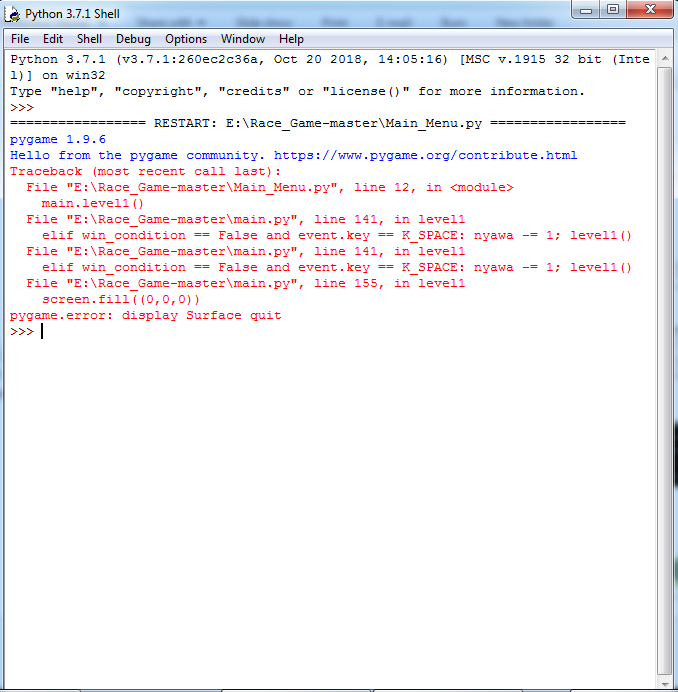 Python 3.7.1 Shell
File Edit Shell Debug Options Window Help
Python 3.7.1 (v3.7.1:260ec2c36a, Oct 20 2018, 14:05:16) [MSC v.1915 32 bit (Inte
l)] on win32
Type "help", "copyright", "credits" or "license()" for more information.
>>>
================= RESTART: E:\Race_Game-master\Main_Menu.py =================
pygame 1.9.6
Hello from the pygame community. https://www.pygame.org/contribute.html
Traceback (most recent call last):
  File "E:\Race_Game-master\Main_Menu.py", line 12, in <module>
    main.level1()
  File "E:\Race_Game-master\main.py", line 141, in level1
    elif win_condition == False and event.key == K_SPACE: nyawa -= 1; level1()
  File "E:\Race_Game-master\main.py", line 141, in level1
    elif win_condition == False and event.key == K_SPACE: nyawa -= 1; level1()
  File "E:\Race_Game-master\main.py", line 155, in level1
    screen.fill((0,0,0))
pygame.error: display Surface quit
>>>